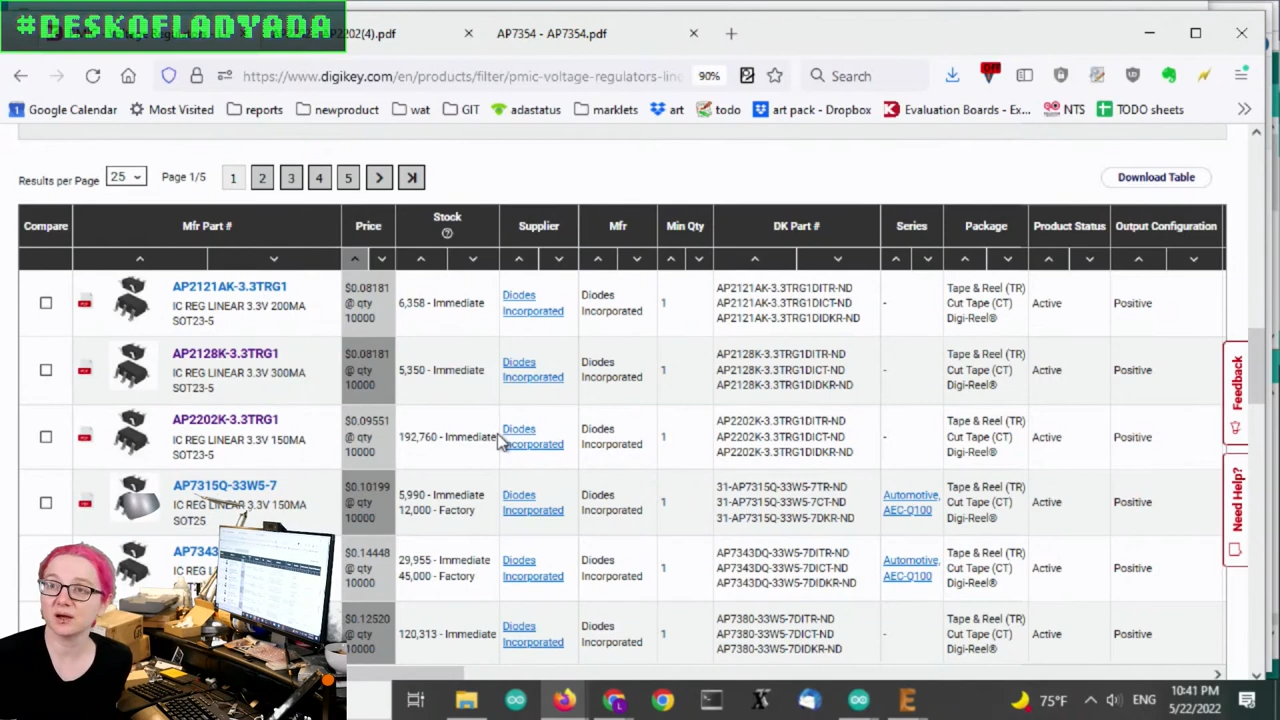 #DESKOFLADYADA
2202(4).pdf
AP7354 - AP7354.pdf
https://www.digikey.com/en/products/filter/pmic-voltage-regulators-line
90%
Search
Off
Google Calendar
Most Visited
reports
newproduct
wat
GIT
adastatus
marklets
art
todo
art pack - Dropbox
Evaluation Boards - Ex...
NTS
TODO sheets
Results per Page
25
Page 1/5
1
2
3
4
5
Download Table
Compare
Mfr Part #
Price
Stock
Supplier
Mfr
Min Qty
DK Part #
Series
Package
Product Status
Output Configuration
AP2121AK-3.3TRG1
IC REG LINEAR 3.3V 200MA
SOT23-5
$0.08181
@ qty
10000
6,358 - Immediate
Diodes
Incorporated
Diodes
Incorporated
1
AP2121AK-3.3TRG1DITR-ND
AP2121AK-3.3TRG1DICT-ND
AP2121AK-3.3TRG1DIDKR-ND
-
Tape & Reel (TR)
Cut Tape (CT)
Digi-Reel®
Active
Positive
AP2128K-3.3TRG1
IC REG LINEAR 3.3V 300MA
SOT23-5
$0.08181
@ qty
10000
5,350 - Immediate
Diodes
Incorporated
Diodes
Incorporated
1
AP2128K-3.3TRG1DITR-ND
AP2128K-3.3TRG1DICT-ND
AP2128K-3.3TRG1DIDKR-ND
-
Tape & Reel (TR)
Cut Tape (CT)
Digi-Reel®
Active
Positive
AP2202K-3.3TRG1
IC REG LINEAR 3.3V 150MA
SOT23-5
$0.09551
@ qty
10000
192,760 - Immediate
Diodes
Incorporated
Diodes
Incorporated
1
AP2202K-3.3TRG1DITR-ND
AP2202K-3.3TRG1DICT-ND
AP2202K-3.3TRG1DIDKR-ND
-
Tape & Reel (TR)
Cut Tape (CT)
Digi-Reel®
Active
Positive
AP7315Q-33W5-7
IC REG LINEAR 3.3V 150MA
SOT25
$0.10199
@ qty
10000
5,990 - Immediate
12,000 - Factory
Diodes
Incorporated
Diodes
Incorporated
1
31-AP7315Q-33W5-7TR-ND
31-AP7315Q-33W5-7CT-ND
31-AP7315Q-33W5-7DKR-ND
Automotive,
AEC-Q100
Tape & Reel (TR)
Cut Tape (CT)
Digi-Reel®
Active
Positive
AP7343
IC REG L
$0.14448
@ qty
10000
29,955 - Immediate
45,000 - Factory
Diodes
Incorporated
Diodes
Incorporated
1
AP7343DQ-33W5-7DITR-ND
AP7343DQ-33W5-7DICT-ND
AP7343DQ-33W5-7DIDKR-ND
Automotive,
AEC-Q100
Tape & Reel (TR)
Cut Tape (CT)
Digi-Reel®
Active
Positive
$0.12520
@ qty
10000
120,313 - Immediate
Diodes
Incorporated
Diodes
Incorporated
1
AP7380-33W5-7DITR-ND
AP7380-33W5-7DICT-ND
AP7380-33W5-7DIDKR-ND
-
Tape & Reel (TR)
Cut Tape (CT)
Digi-Reel®
Active
Positive
Feedback
Need Help?
75°F
ENG
10:41 PM
5/22/2022